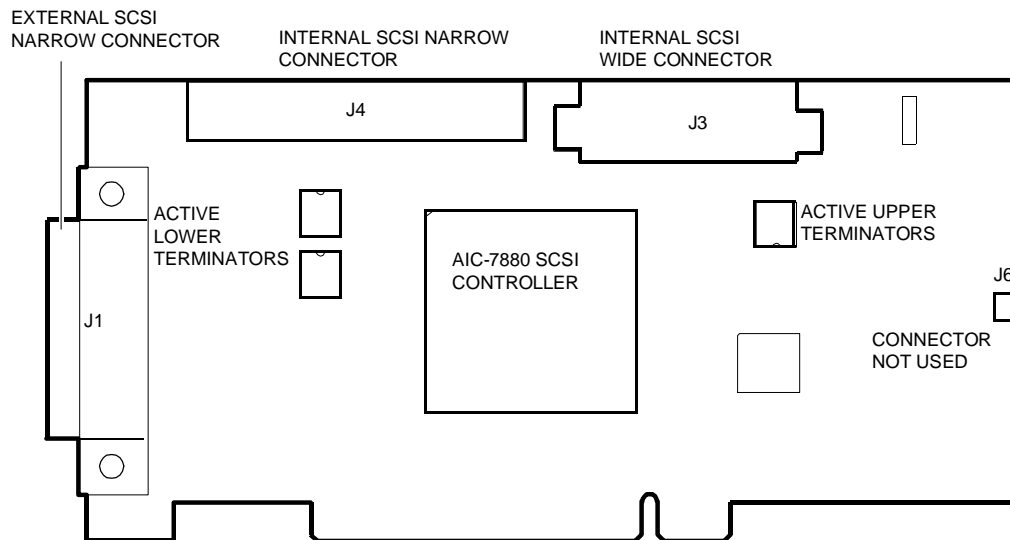 EXTERNAL SCSI
NARROW CONNECTOR
INTERNAL SCSI NARROW
CONNECTOR
INTERNAL SCSI
WIDE CONNECTOR
J4
J3
ACTIVE
LOWER
TERMINATORS
ACTIVE UPPER
TERMINATORS
AIC-7880 SCSI
CONTROLLER
J6
J1
CONNECTOR
NOT USED